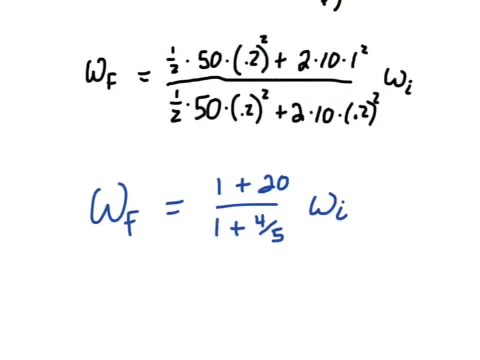 ω_F = (½ · 50 · (.2)² + 2 · 10 · 1²) / (½ · 50 · (.2)² + 2 · 10 · (.2)²) ω_i
ω_F = (1 + 20) / (1 + 4/5) ω_i